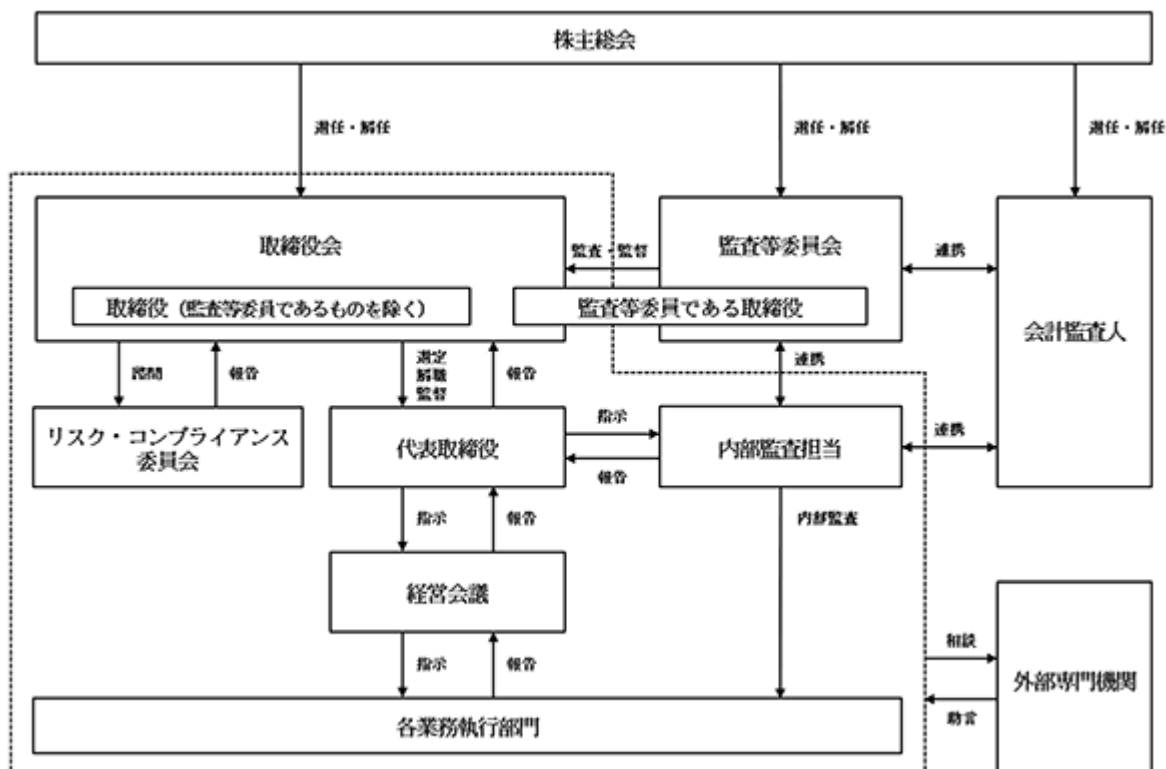 株主総会
選任・解任
選任・解任
選任・解任
取締役会
監査・監督
監査等委員会
連携
取締役（監査等委員であるものを除く）
監査等委員である取締役
会計監査人
諮問
報告
選定
解職
監督
報告
連携
リスク・コンプライアンス
委員会
代表取締役
指示
報告
内部監査担当
連携
指示
報告
内部監査
経営会議
指示
報告
相談
外部専門機関
助言
各業務執行部門